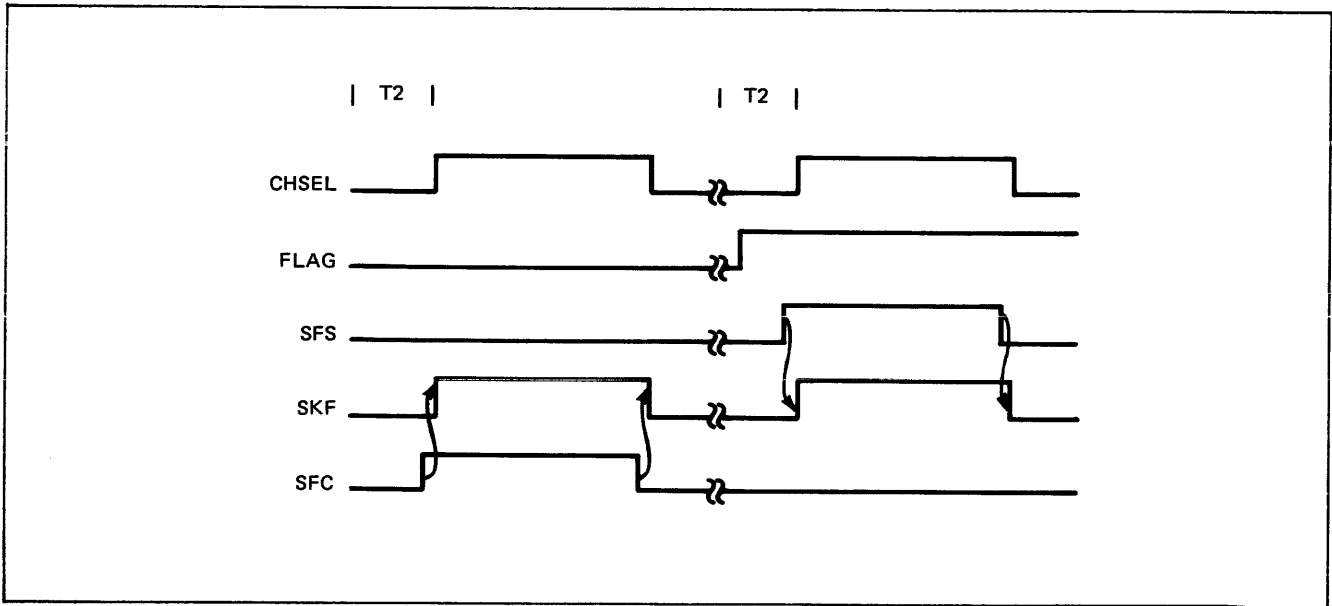 | T2 | | T2 |
CHSEL
FLAG
SFS
SKF
SFC